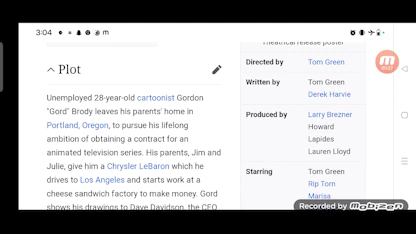 3:04
Theatrical release poster
Plot
Unemployed 28-year-old cartoonist Gordon
"Gord" Brody leaves his parents' home in
Portland, Oregon, to pursue his lifelong
ambition of obtaining a contract for an
animated television series. His parents, Jim and
Julie, give him a Chrysler LeBaron which he
drives to Los Angeles and starts work at a
cheese sandwich factory to make money. Gord
shows his drawings to Dave Davidson, the CEO
Directed by Tom Green
Written by Tom Green
Derek Harvie
Produced by Larry Brezner
Howard
Lapides
Lauren Lloyd
Starring Tom Green
Rip Torn
Marisa
Recorded by Mobizen